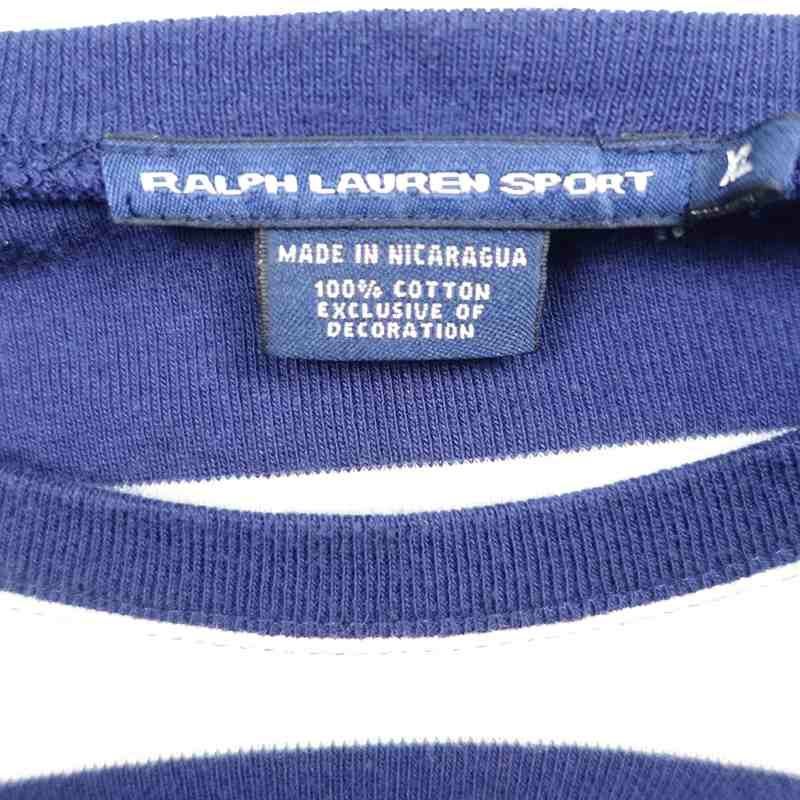 RALPH LAUREN SPORT
XL
MADE IN NICARAGUA
100% COTTON
EXCLUSIVE OF
DECORATION